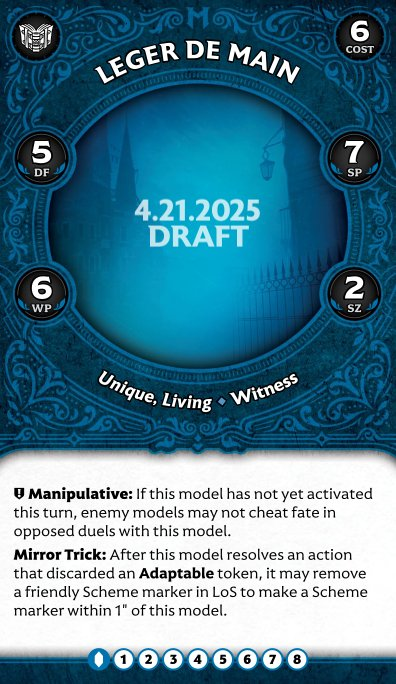 M
6
COST
LEGER DE MAIN
5
DF
7
SP
4.21.2025
DRAFT
6
WP
2
SZ
Unique, Living ⬥ Witness
Manipulative: If this model has not yet activated
this turn, enemy models may not cheat fate in
opposed duels with this model.
Mirror Trick: After this model resolves an action
that discarded an Adaptable token, it may remove
a friendly Scheme marker in LoS to make a Scheme
marker within 1" of this model.
1 2 3 4 5 6 7 8